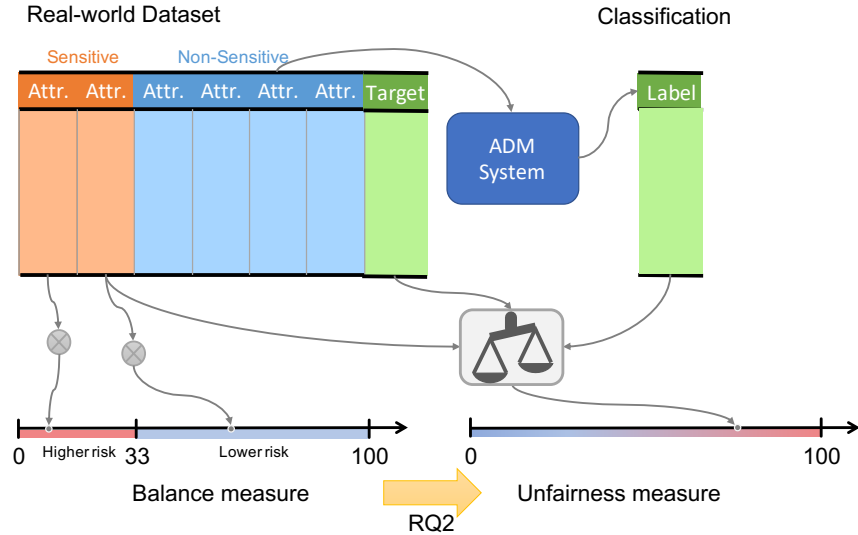 Real-world Dataset
Classification
Sensitive
Non-Sensitive
Attr. Attr. Attr. Attr. Attr. Attr. Target
Label
ADM
System
0 33 100
Higher risk
Lower risk
0 100
Balance measure
Unfairness measure
RQ2